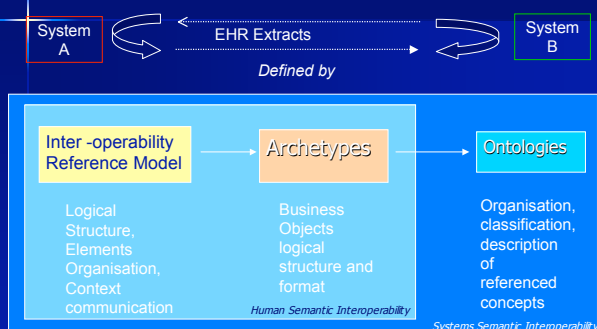 System
A
EHR Extracts
System
B
Defined by
Inter -operability
Reference Model
Archetypes
Ontologies
Logical
Structure,
Elements
Organisation,
Context
communication
Business
Objects
logical
structure and
format
Organisation,
classification,
description
of
referenced
concepts
Human Semantic Interoperability
Systems Semantic Interoperability